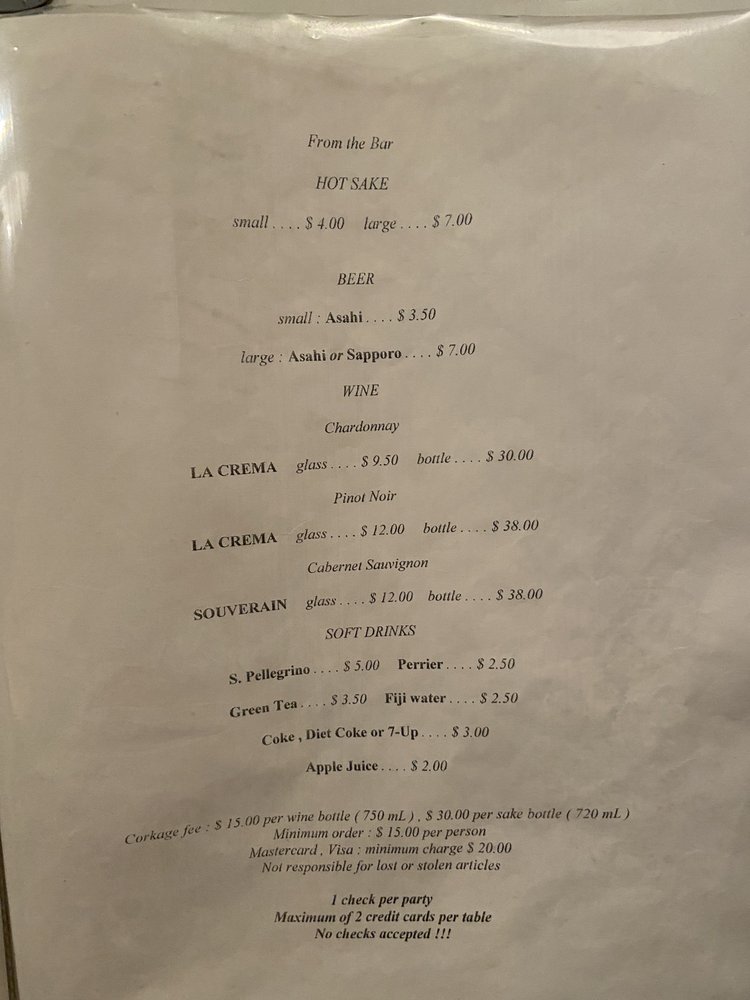 From the Bar
HOT SAKE
small . . . . $ 4.00 large . . . . $ 7.00
BEER
small : Asahi . . . . $ 3.50
large : Asahi or Sapporo . . . . $ 7.00
WINE
Chardonnay
LA CREMA glass . . . . $ 9.50 bottle . . . . $ 30.00
Pinot Noir
LA CREMA glass . . . . $ 12.00 bottle . . . . $ 38.00
Cabernet Sauvignon
SOUVERAIN glass . . . . $ 12.00 bottle . . . . $ 38.00
SOFT DRINKS
S. Pellegrino . . . . $ 5.00 Perrier . . . . $ 2.50
Green Tea . . . . $ 3.50 Fiji water . . . . $ 2.50
Coke , Diet Coke or 7-Up . . . . $ 3.00
Apple Juice . . . . $ 2.00
Corkage fee : $ 15.00 per wine bottle ( 750 mL ) , $ 30.00 per sake bottle ( 720 mL )
Minimum order : $ 15.00 per person
Mastercard , Visa : minimum charge $ 20.00
Not responsible for lost or stolen articles
1 check per party
Maximum of 2 credit cards per table
No checks accepted !!!